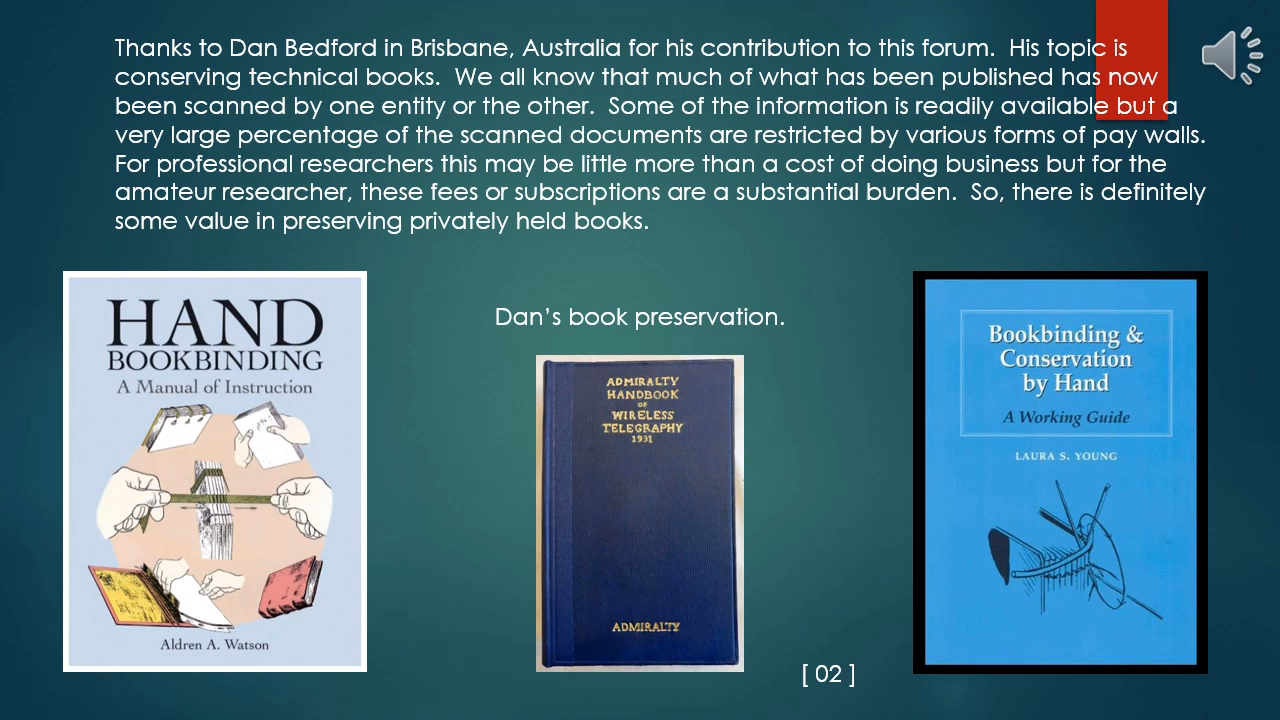 Thanks to Dan Bedford in Brisbane, Australia for his contribution to this forum.  His topic is
conserving technical books.  We all know that much of what has been published has now
been scanned by one entity or the other.  Some of the information is readily available but a
very large percentage of the scanned documents are restricted by various forms of pay walls.
For professional researchers this may be little more than a cost of doing business but for the
amateur researcher, these fees or subscriptions are a substantial burden.  So, there is definitely
some value in preserving privately held books.
HAND
BOOKBINDING
A Manual of Instruction
Aldren A. Watson
Dan’s book preservation.
ADMIRALTY
HANDBOOK
OF
WIRELESS
TELEGRAPHY
1931
ADMIRALTY
Bookbinding &
Conservation
by Hand
A Working Guide
LAURA S. YOUNG
[ 02 ]